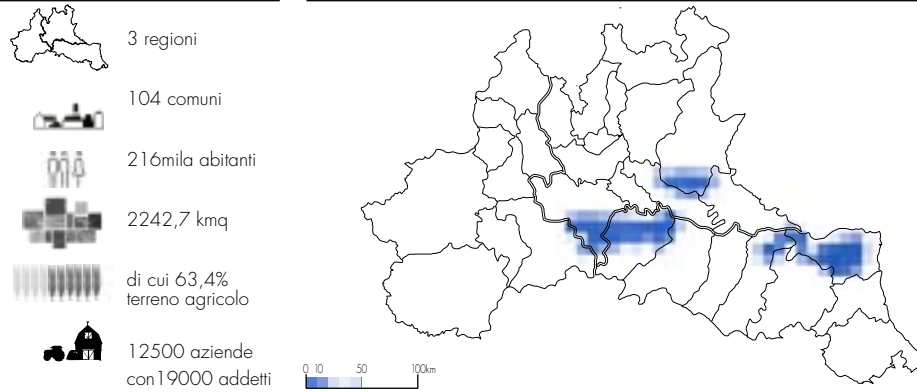 3 regioni
104 comuni
216mila abitanti
2242,7 kmq
di cui 63,4%
terreno agricolo
12500 aziende
con19000 addetti
0 10 50 100km